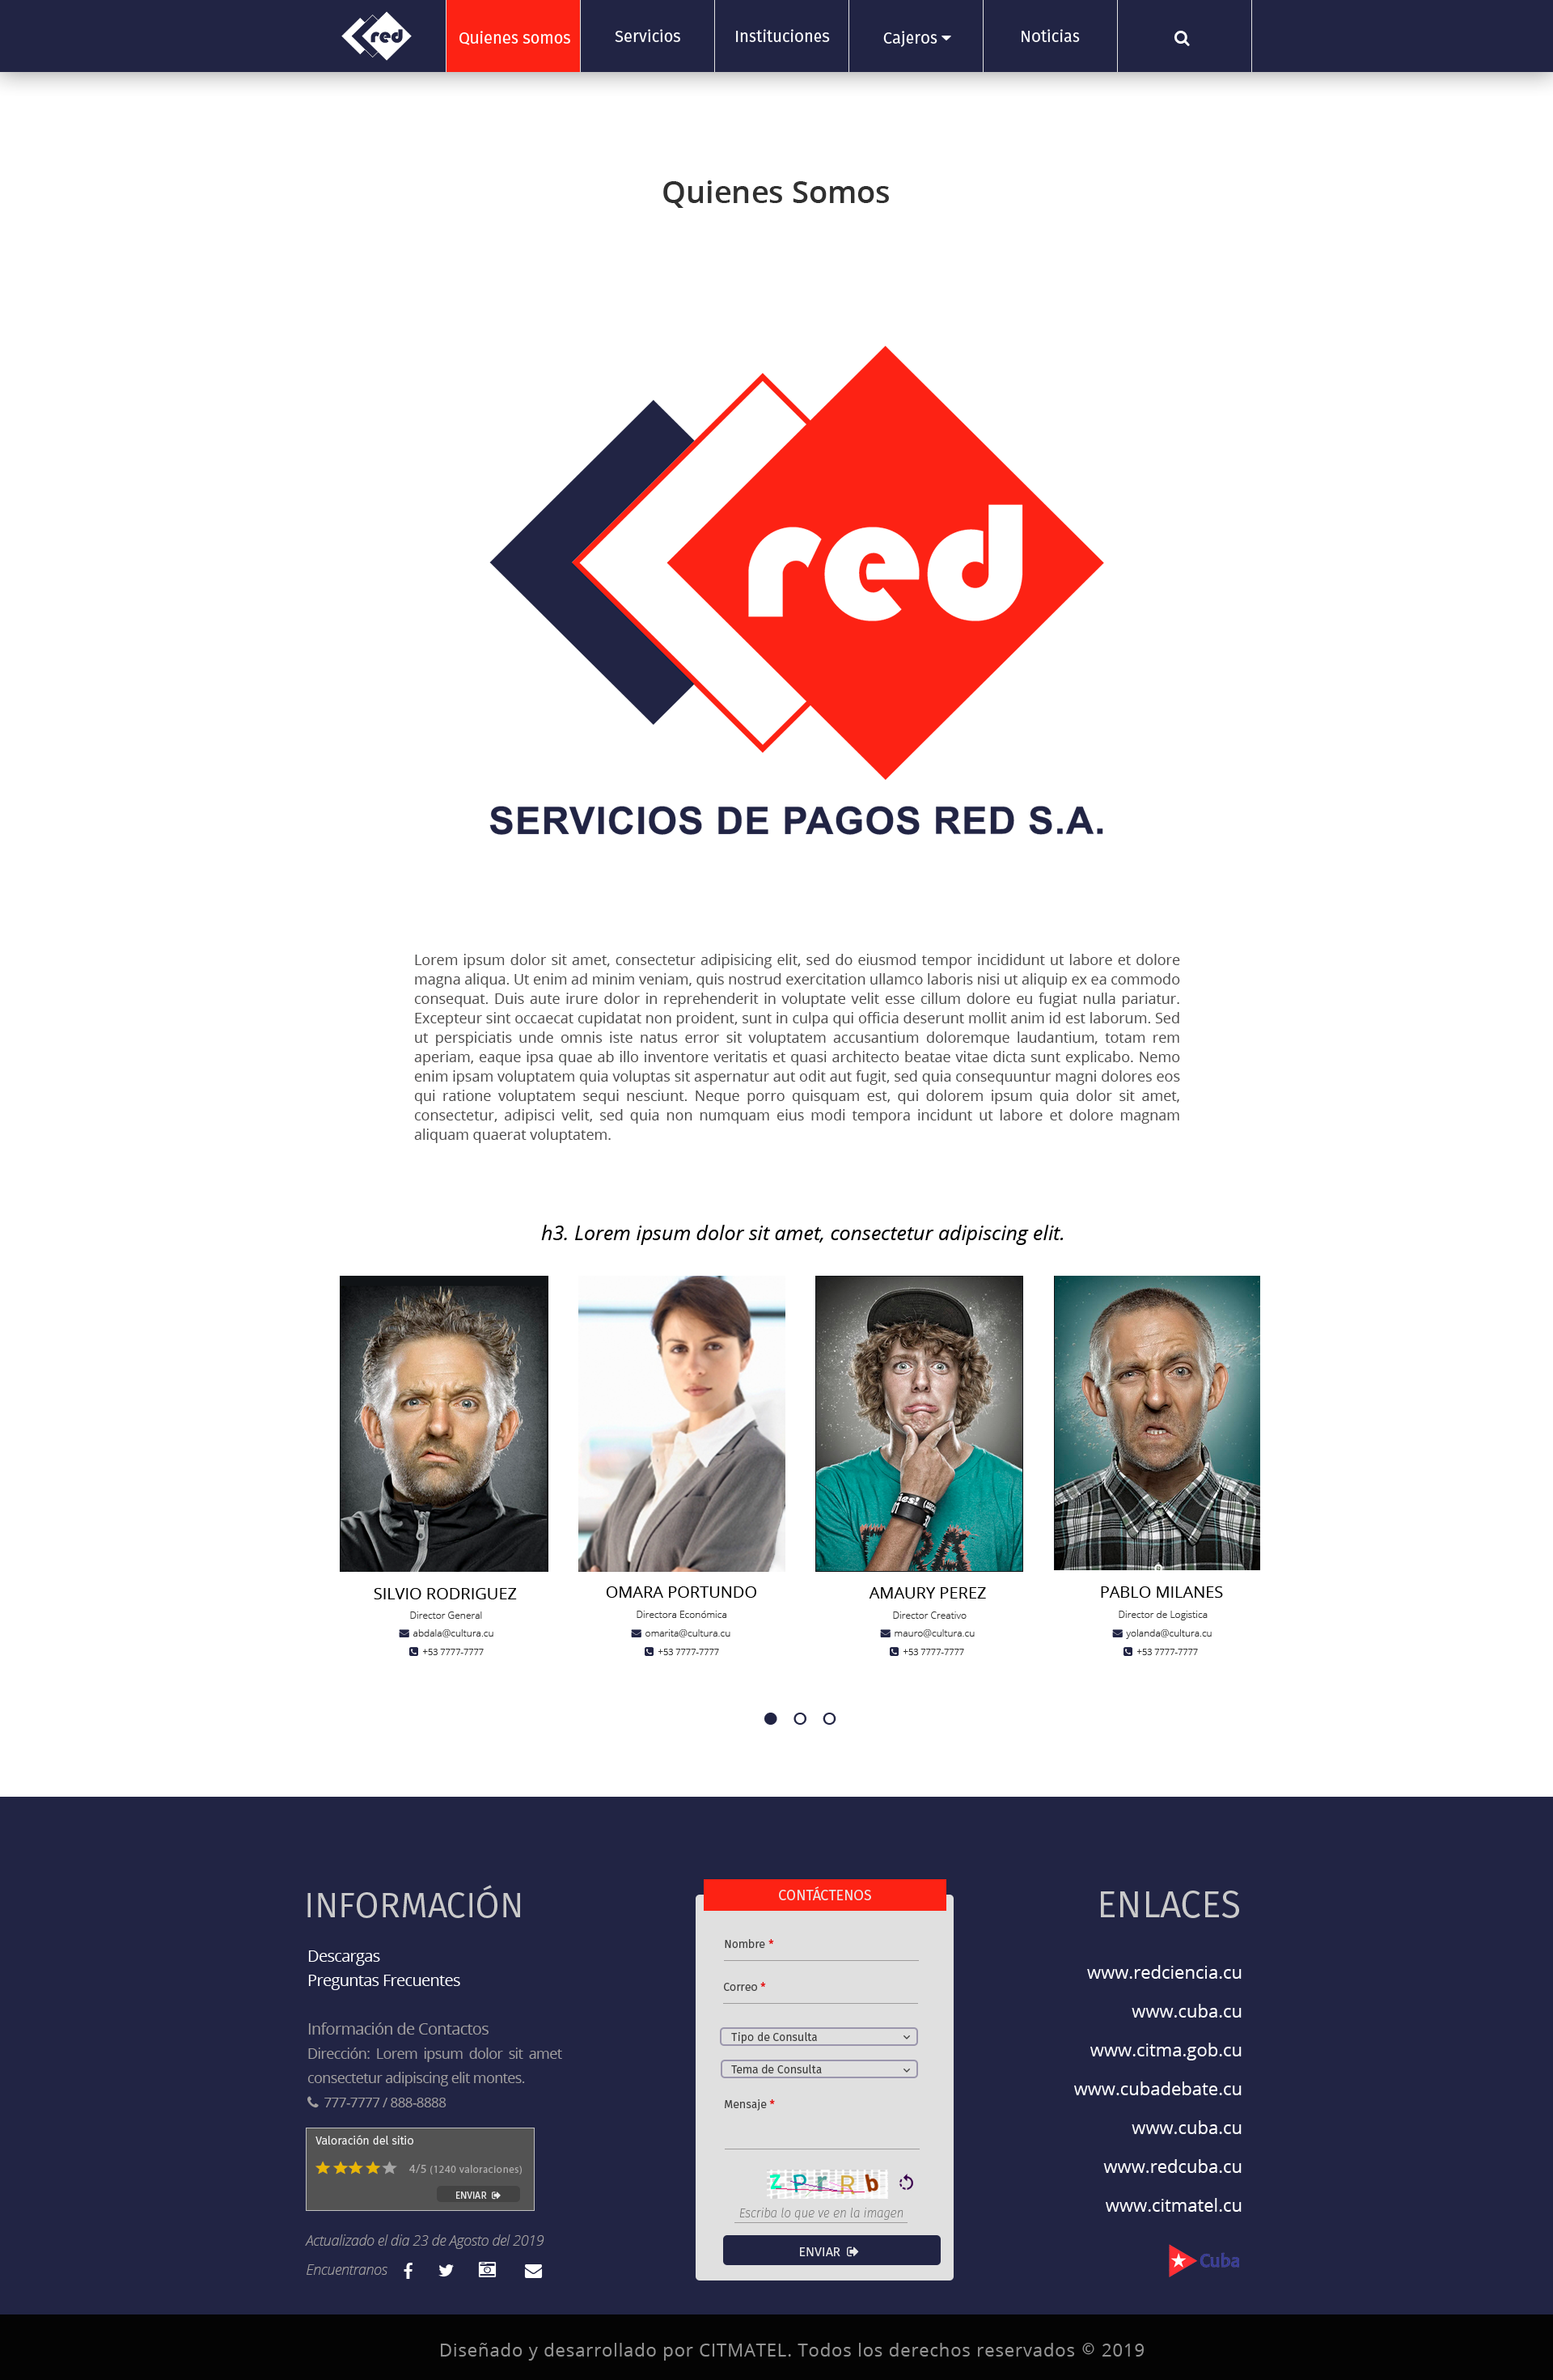 red
Quienes somos
Servicios
Instituciones
Cajeros
Noticias
Quienes Somos
red
SERVICIOS DE PAGOS RED S.A.
Lorem ipsum dolor sit amet, consectetur adipisicing elit, sed do eiusmod tempor incididunt ut labore et dolore
magna aliqua. Ut enim ad minim veniam, quis nostrud exercitation ullamco laboris nisi ut aliquip ex ea commodo
consequat. Duis aute irure dolor in reprehenderit in voluptate velit esse cillum dolore eu fugiat nulla pariatur.
Excepteur sint occaecat cupidatat non proident, sunt in culpa qui officia deserunt mollit anim id est laborum. Sed
ut perspiciatis unde omnis iste natus error sit voluptatem accusantium doloremque laudantium, totam rem
aperiam, eaque ipsa quae ab illo inventore veritatis et quasi architecto beatae vitae dicta sunt explicabo. Nemo
enim ipsam voluptatem quia voluptas sit aspernatur aut odit aut fugit, sed quia consequuntur magni dolores eos
qui ratione voluptatem sequi nesciunt. Neque porro quisquam est, qui dolorem ipsum quia dolor sit amet,
consectetur, adipisci velit, sed quia non numquam eius modi tempora incidunt ut labore et dolore magnam
aliquam quaerat voluptatem.
h3. Lorem ipsum dolor sit amet, consectetur adipiscing elit.
SILVIO RODRIGUEZ
Director General
abdala@cultura.cu
+53 7777-7777
OMARA PORTUNDO
Directora Económica
omarita@cultura.cu
+53 7777-7777
AMAURY PEREZ
Director Creativo
mauro@cultura.cu
+53 7777-7777
PABLO MILANES
Director de Logistica
yolanda@cultura.cu
+53 7777-7777
INFORMACIÓN
Descargas
Preguntas Frecuentes
Información de Contactos
Dirección: Lorem ipsum dolor sit amet
consectetur adipiscing elit montes.
777-7777 / 888-8888
Valoración del sitio
4/5 (1240 valoraciones)
ENVIAR
Actualizado el dia 23 de Agosto del 2019
Encuentranos
CONTÁCTENOS
Nombre *
Correo *
Tipo de Consulta
Tema de Consulta
Mensaje *
Z P r R b
Escriba lo que ve en la imagen
ENVIAR
ENLACES
www.redciencia.cu
www.cuba.cu
www.citma.gob.cu
www.cubadebate.cu
www.cuba.cu
www.redcuba.cu
www.citmatel.cu
Cuba
Diseñado y desarrollado por CITMATEL. Todos los derechos reservados © 2019